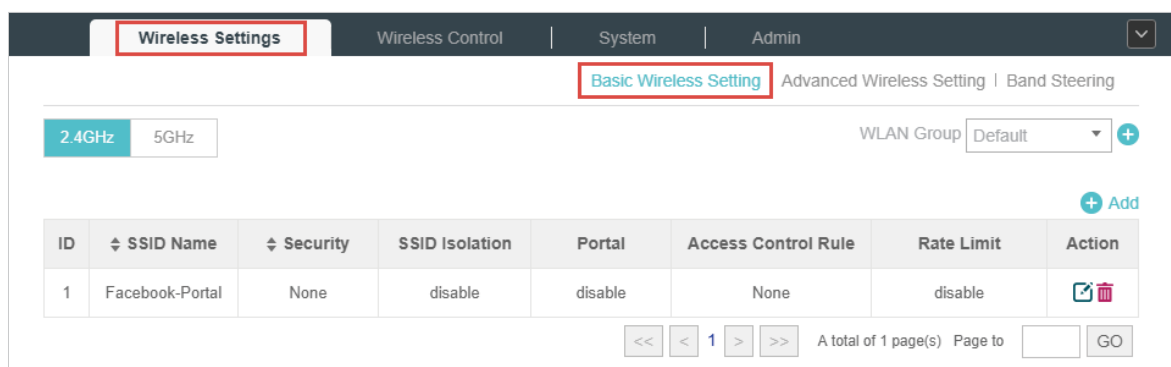 Wireless Settings Wireless Control | System | Admin
Basic Wireless Setting Advanced Wireless Setting | Band Steering
2.4GHz 5GHz WLAN Group Default
Add
ID SSID Name Security SSID Isolation Portal Access Control Rule Rate Limit Action
1 Facebook-Portal None disable disable None disable
<< < 1 > >> A total of 1 page(s) Page to GO